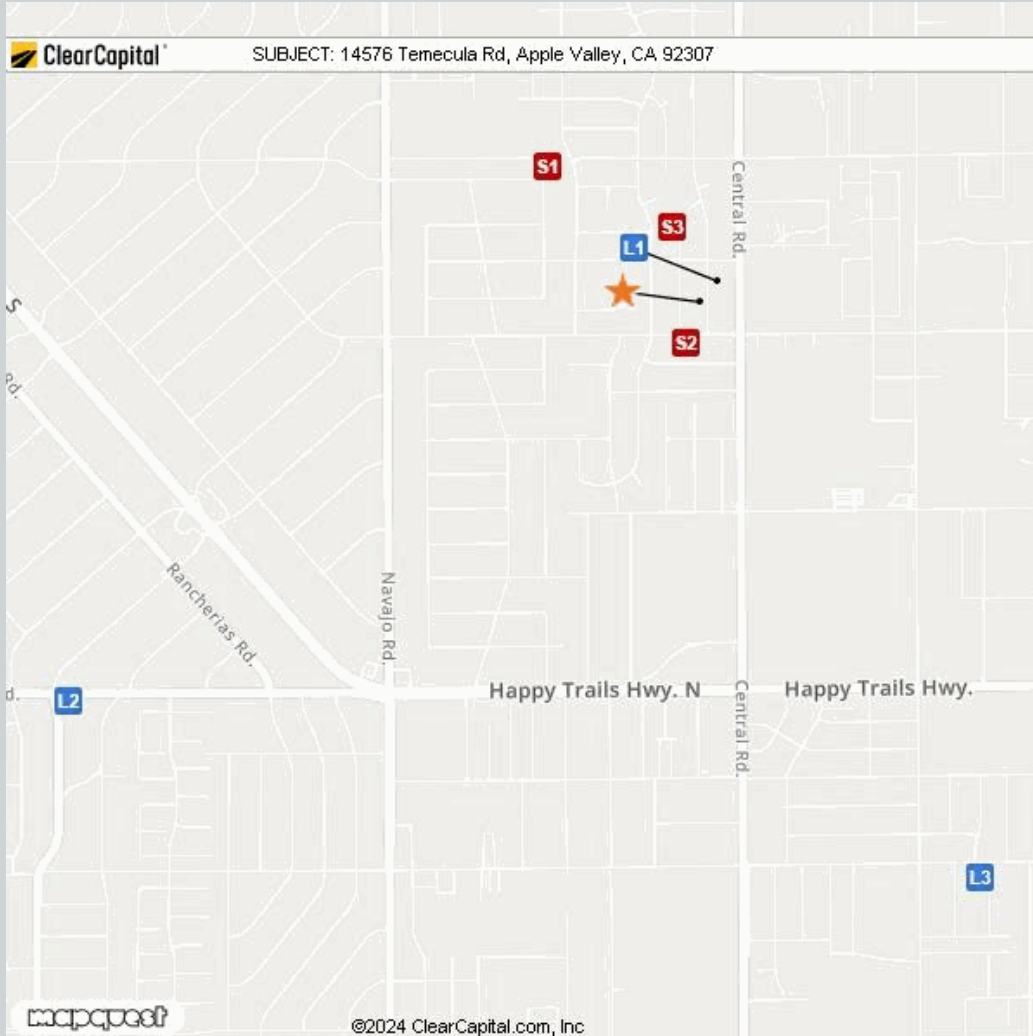 ClearCapital
SUBJECT: 14576 Temecula Rd, Apple Valley, CA 92307
S1
Central Rd.
S3
L1
S2
S
Rd.
Rancherias Rd.
Navajo Rd.
d.
L2
Happy Trails Hwy. N
Central Rd.
Happy Trails Hwy.
L3
mapquest
©2024 ClearCapital.com, Inc